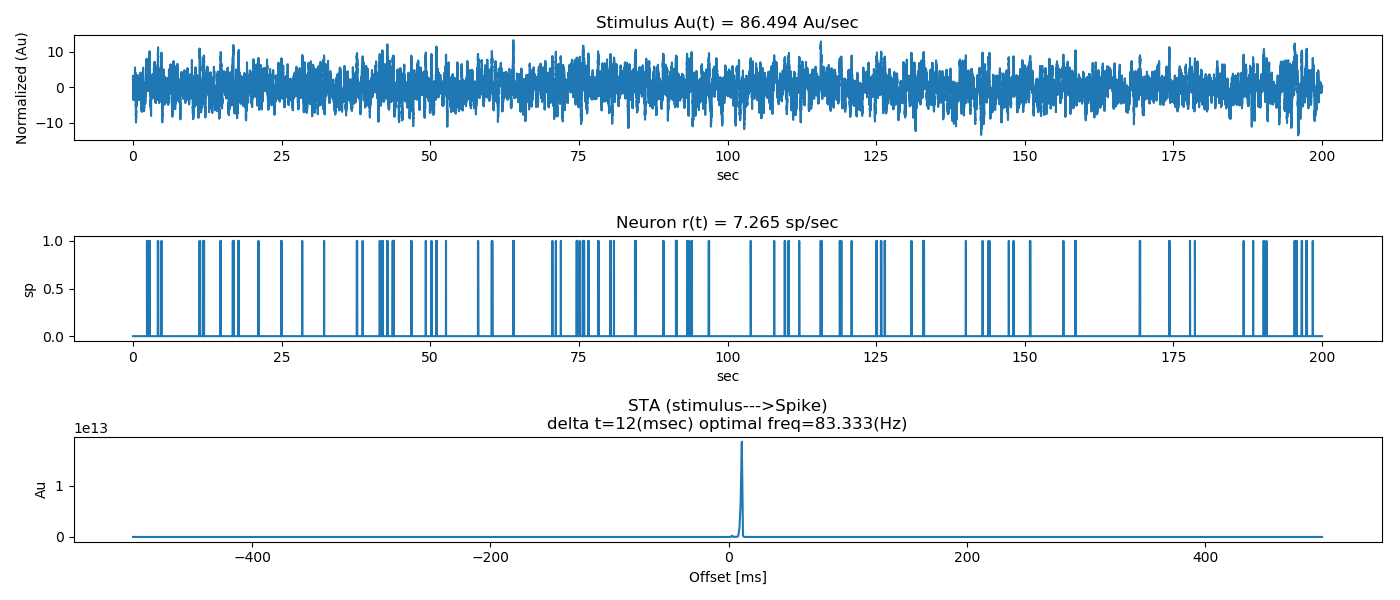 Stimulus Au(t) = 86.494 Au/sec
Normalized (Au)
10
0
−10
0 25 50 75 100 125 150 175 200
sec
Neuron r(t) = 7.265 sp/sec
sp
1.0
0.5
0.0
0 25 50 75 100 125 150 175 200
sec
STA (stimulus--->Spike)
delta t=12(msec) optimal freq=83.333(Hz)
1e13
Au
1
0
−400 −200 0 200 400
Offset [ms]